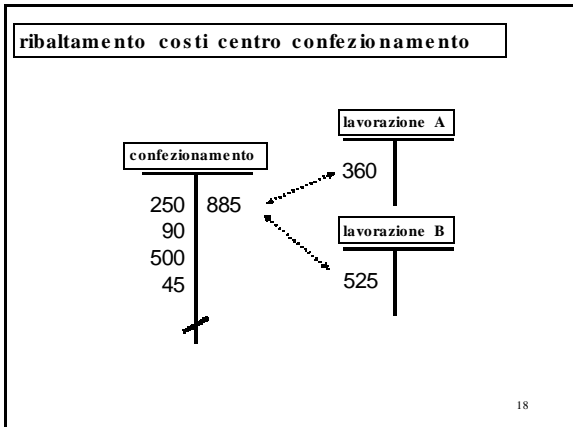 ribaltamento costi centro confezionamento
confezionamento
250 885
90
500
45
lavorazione A
360
lavorazione B
525
18